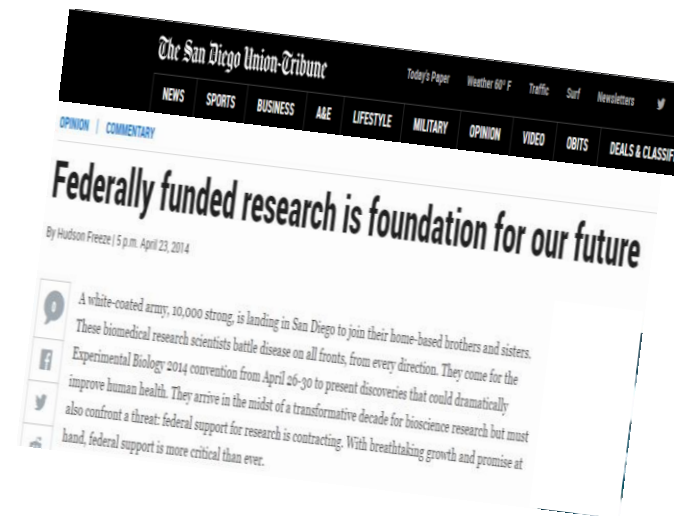 The San Diego Union-Tribune
Today's Paper Weather 60° F Traffic Surf Newsletters
NEWS SPORTS BUSINESS A&E LIFESTYLE MILITARY OPINION VIDEO OBITS DEALS & CLASSIF
OPINION | COMMENTARY
Federally funded research is foundation for our future
By Hudson Freeze | 5 p.m. April 23, 2014
0
A white-coated army, 10,000 strong, is landing in San Diego to join their home-based brothers and sisters.
These biomedical research scientists battle disease on all fronts, from every direction. They come for the
Experimental Biology 2014 convention from April 26-30 to present discoveries that could dramatically
improve human health. They arrive in the midst of a transformative decade for bioscience research but must
also confront a threat: federal support for research is contracting. With breathtaking growth and promise at
hand, federal support is more critical than ever.